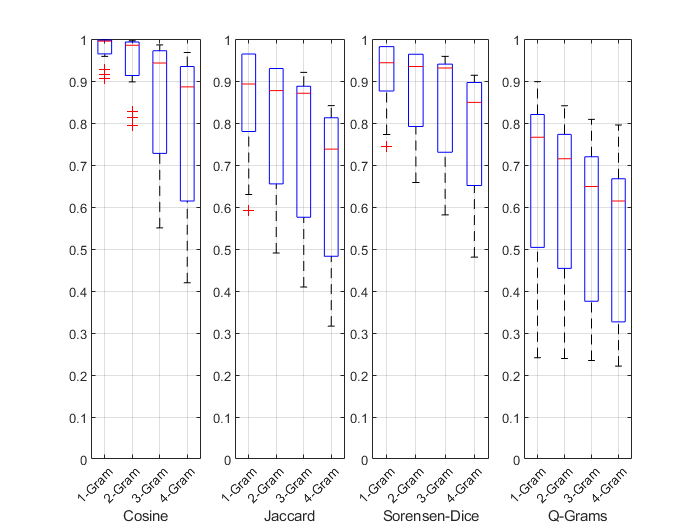 1
0.9
0.8
0.7
0.6
0.5
0.4
0.3
0.2
0.1
0
1-Gram
2-Gram
3-Gram
4-Gram
Cosine
1
0.9
0.8
0.7
0.6
0.5
0.4
0.3
0.2
0.1
0
1-Gram
2-Gram
3-Gram
4-Gram
Jaccard
1
0.9
0.8
0.7
0.6
0.5
0.4
0.3
0.2
0.1
0
1-Gram
2-Gram
3-Gram
4-Gram
Sorensen-Dice
1
0.9
0.8
0.7
0.6
0.5
0.4
0.3
0.2
0.1
0
1-Gram
2-Gram
3-Gram
4-Gram
Q-Grams